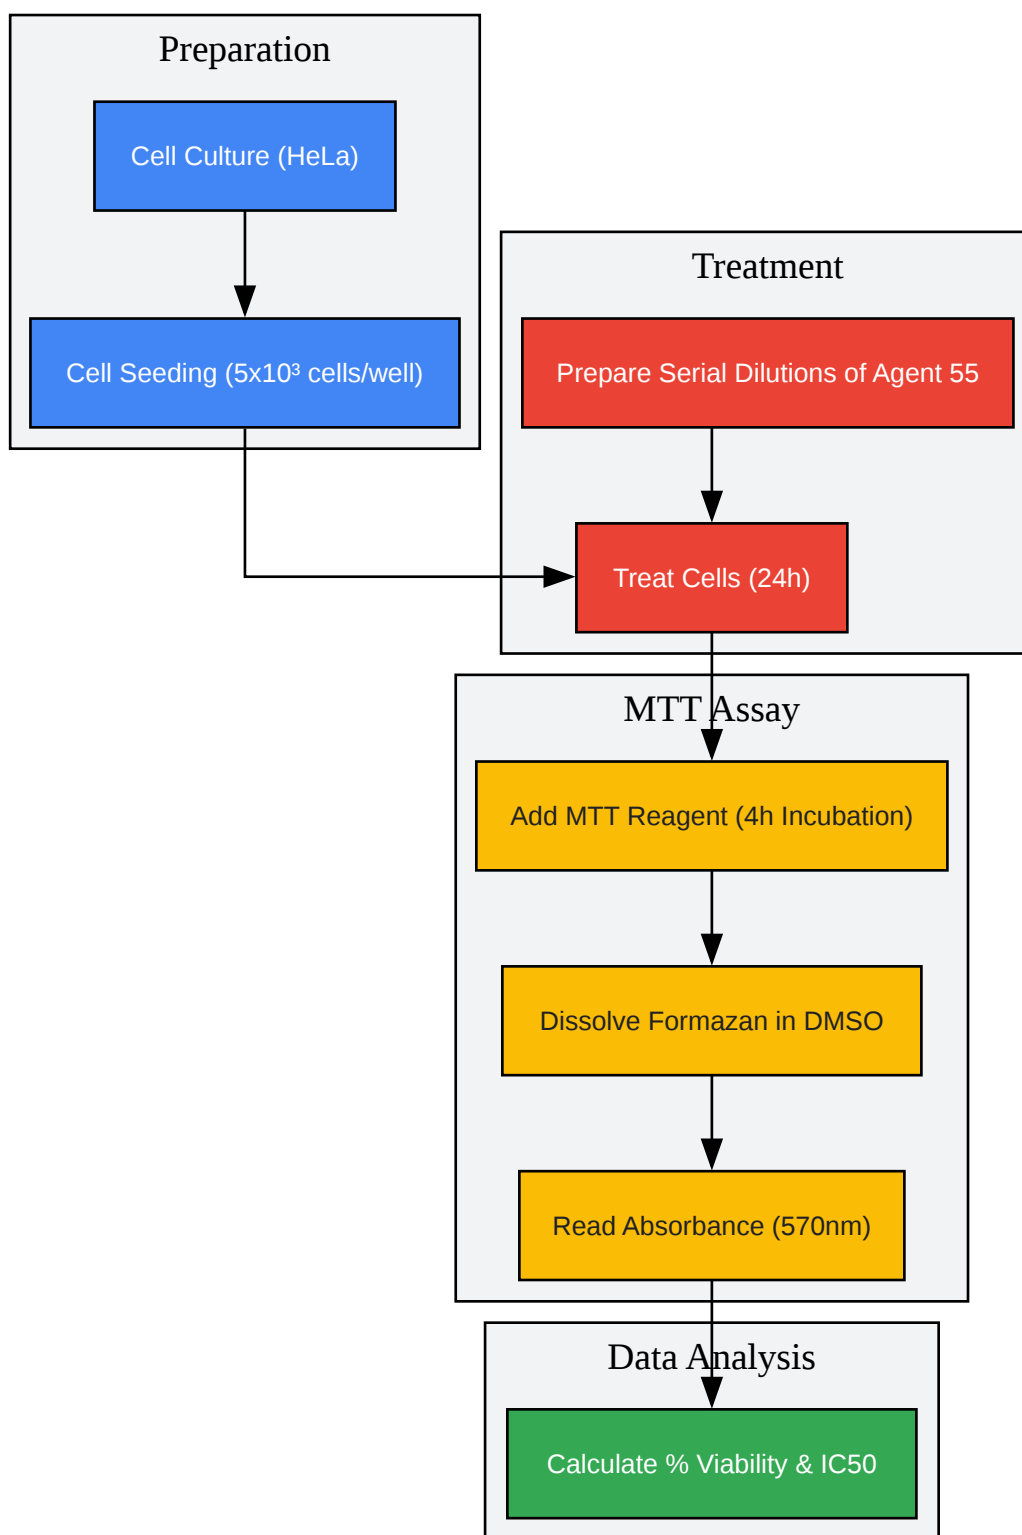 Preparation
Cell Culture (HeLa)
Cell Seeding (5x10³ cells/well)
Treatment
Prepare Serial Dilutions of Agent 55
Treat Cells (24h)
MTT Assay
Add MTT Reagent (4h Incubation)
Dissolve Formazan in DMSO
Read Absorbance (570nm)
Data Analysis
Calculate % Viability & IC50